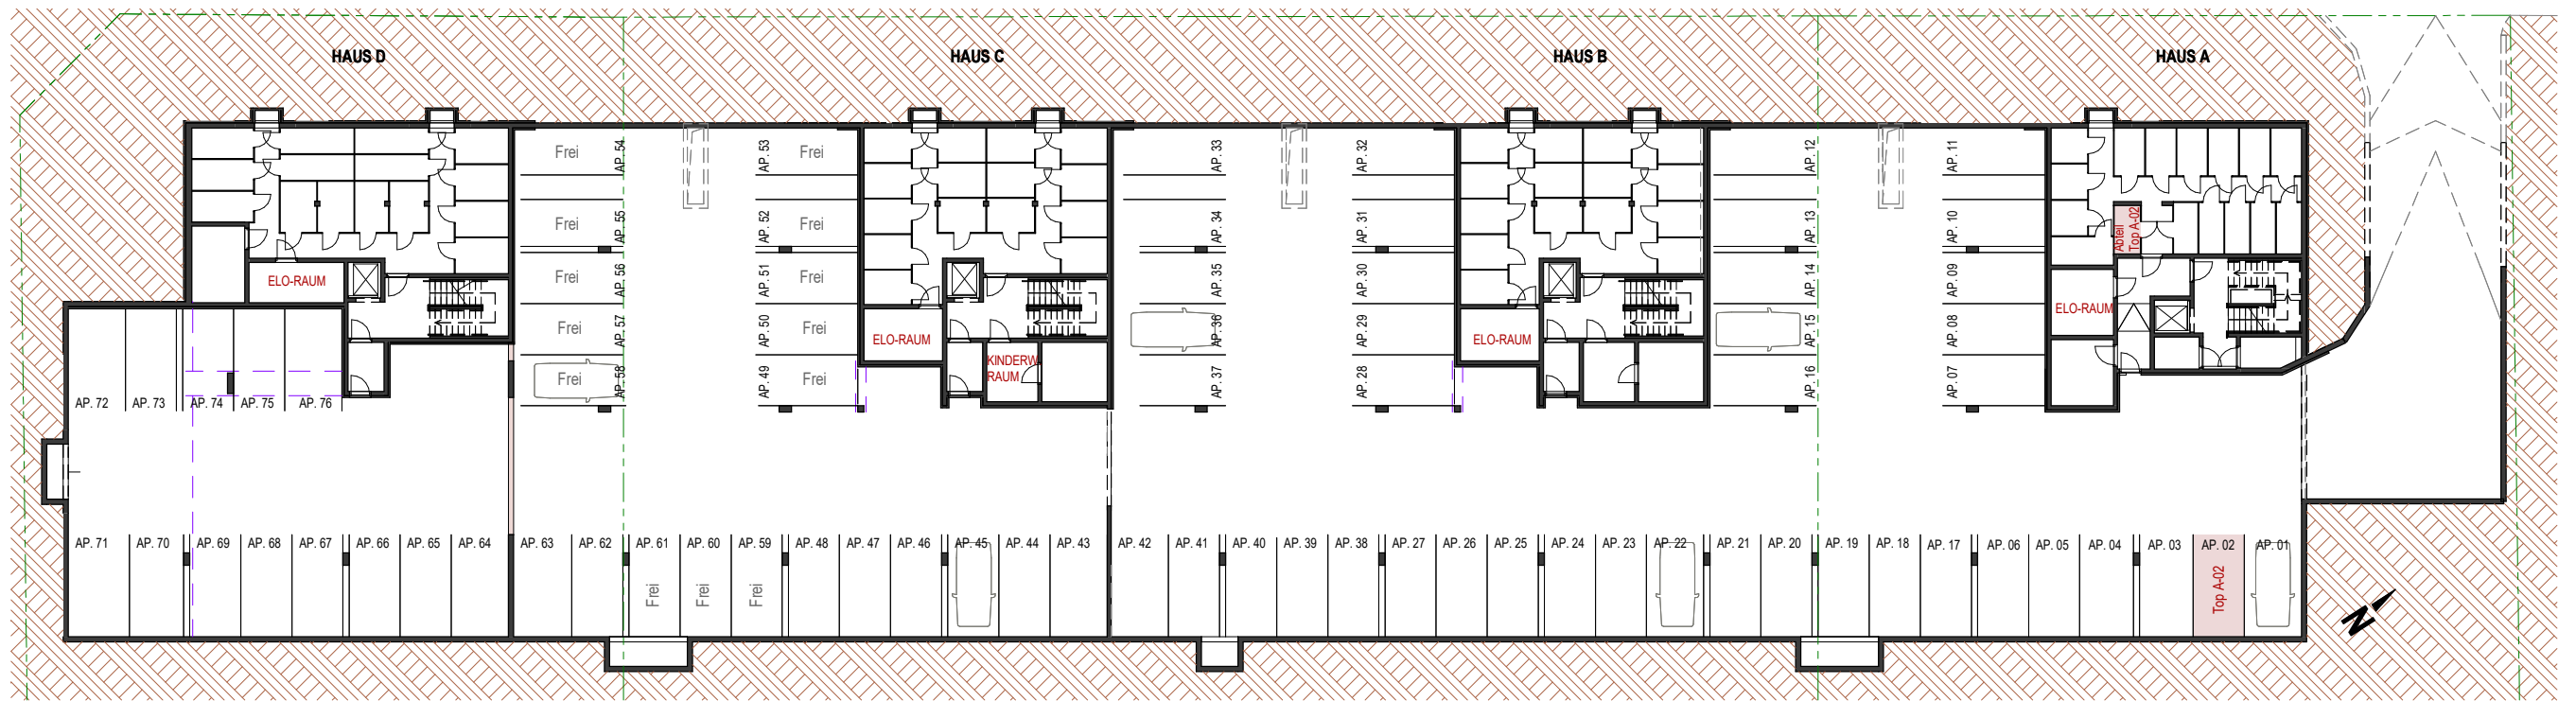 HAUS D
HAUS C
HAUS B
HAUS A
Frei
AP. 54
AP. 53
Frei
AP. 33
AP. 32
AP. 12
AP. 11
Frei
AP. 55
AP. 52
Frei
AP. 34
AP. 31
AP. 13
AP. 10
Abteil
Top A-02
ELO-RAUM
Frei
AP. 56
AP. 51
Frei
AP. 35
AP. 30
AP. 14
AP. 09
ELO-RAUM
Frei
AP. 57
AP. 50
Frei
ELO-RAUM
AP. 36
AP. 29
ELO-RAUM
AP. 15
AP. 08
KINDERW.
RAUM
Frei
AP. 58
AP. 49
Frei
AP. 37
AP. 28
AP. 16
AP. 07
AP. 72
AP. 73
AP. 74
AP. 75
AP. 76
AP. 71
AP. 70
AP. 69
AP. 68
AP. 67
AP. 66
AP. 65
AP. 64
AP. 63
AP. 62
AP. 61
AP. 60
AP. 59
AP. 48
AP. 47
AP. 46
AP. 45
AP. 44
AP. 43
AP. 42
AP. 41
AP. 40
AP. 39
AP. 38
AP. 27
AP. 26
AP. 25
AP. 24
AP. 23
AP. 22
AP. 21
AP. 20
AP. 19
AP. 18
AP. 17
AP. 06
AP. 05
AP. 04
AP. 03
AP. 02
AP. 01
Frei
Frei
Frei
Top A-02
N